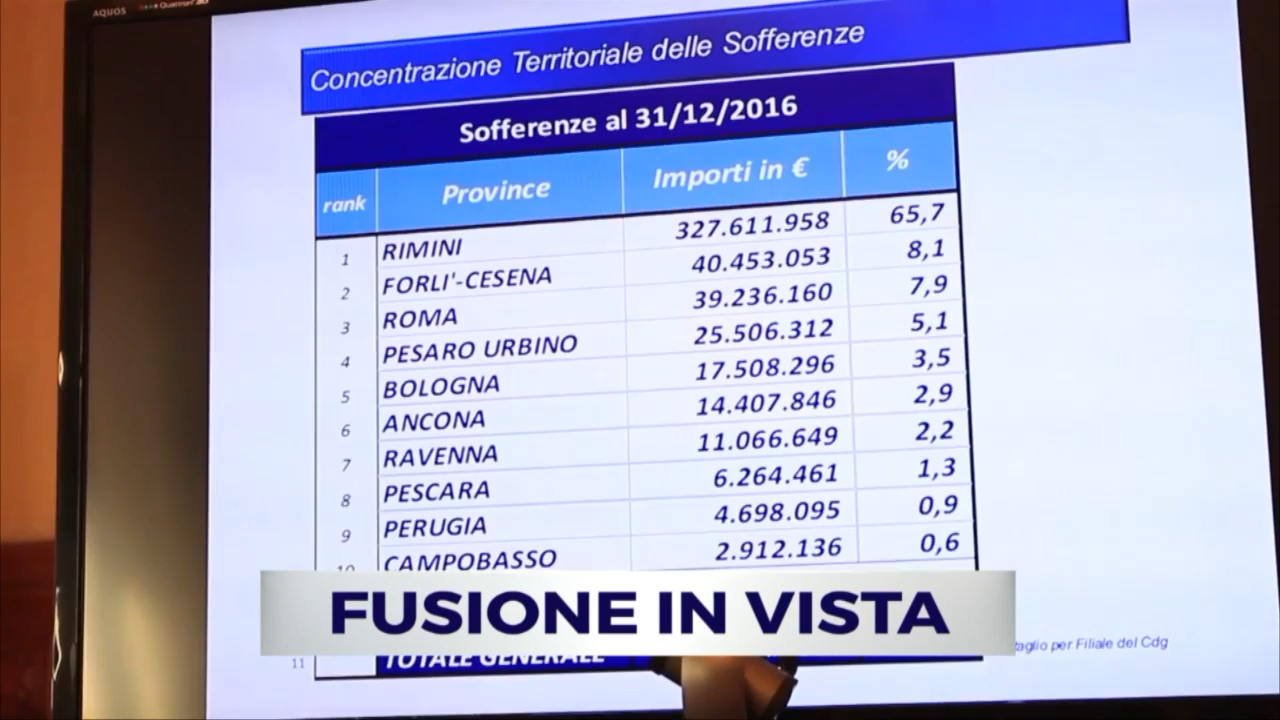 AQUOS Quattron
Concentrazione Territoriale delle Sofferenze
Sofferenze al 31/12/2016
rank Province Importi in € %
1 RIMINI 327.611.958 65,7
2 FORLI'-CESENA 40.453.053 8,1
3 ROMA 39.236.160 7,9
4 PESARO URBINO 25.506.312 5,1
5 BOLOGNA 17.508.296 3,5
6 ANCONA 14.407.846 2,9
7 RAVENNA 11.066.649 2,2
8 PESCARA 6.264.461 1,3
9 PERUGIA 4.698.095 0,9
10 CAMPOBASSO 2.912.136 0,6
FUSIONE IN VISTA
TOTALE GENERALE
11
per Filiale del Cdg